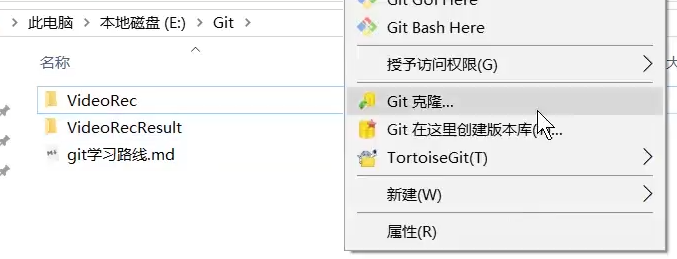 Git GUI Here
此电脑 > 本地磁盘 (E:) > Git >
Git Bash Here
名称
授予访问权限(G)
大
VideoRec
Git 克隆...
VideoRecResult
Git 在这里创建版本库(
git学习路线.md
TortoiseGit(T)
新建(W)
属性(R)